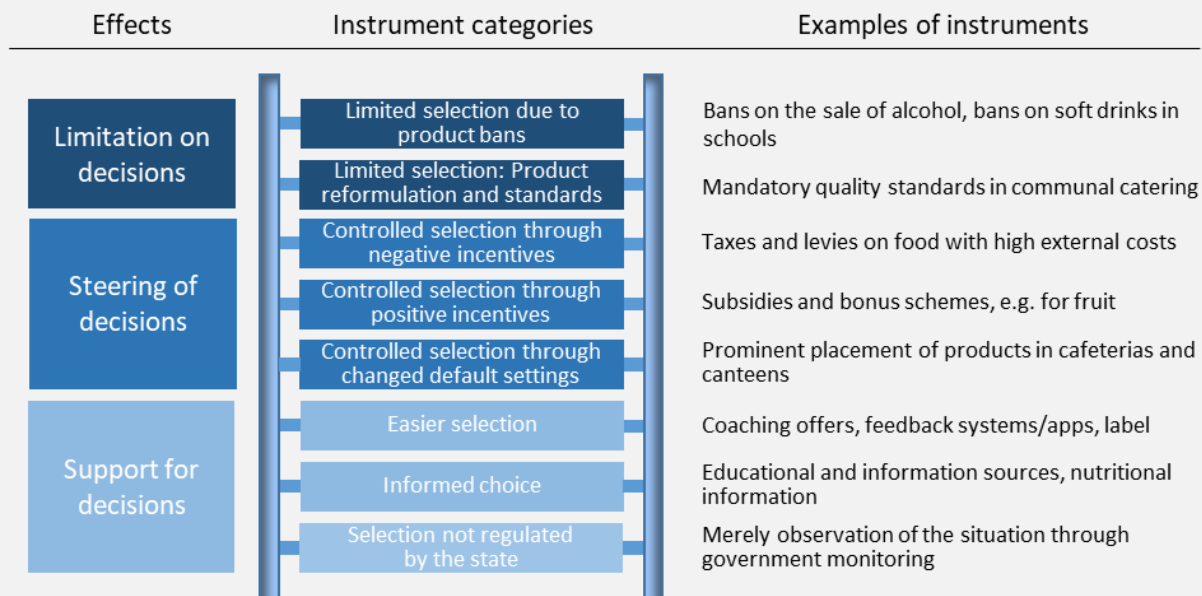 Effects
Instrument categories
Examples of instruments
Limitation on
decisions
Limited selection due to
product bans
Bans on the sale of alcohol, bans on soft drinks in
schools
Limited selection: Product
reformulation and standards
Mandatory quality standards in communal catering
Steering of
decisions
Controlled selection through
negative incentives
Taxes and levies on food with high external costs
Controlled selection through
positive incentives
Subsidies and bonus schemes, e.g. for fruit
Controlled selection through
changed default settings
Prominent placement of products in cafeterias and
canteens
Support for
decisions
Easier selection
Coaching offers, feedback systems/apps, label
Informed choice
Educational and information sources, nutritional
information
Selection not regulated
by the state
Merely observation of the situation through
government monitoring